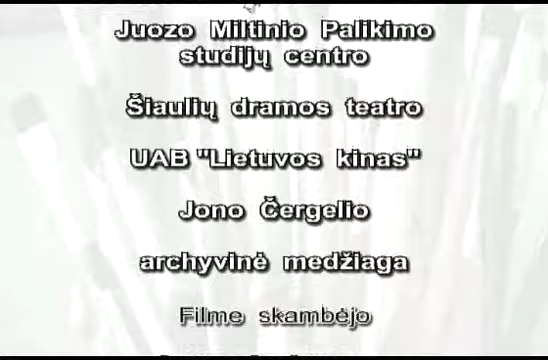 Juozo Miltinio Palikimo
studijų centro
Šiaulių dramos teatro
UAB "Lietuvos kinas"
Jono Čergelio
archyvinė medžiaga
Filme skambėjo